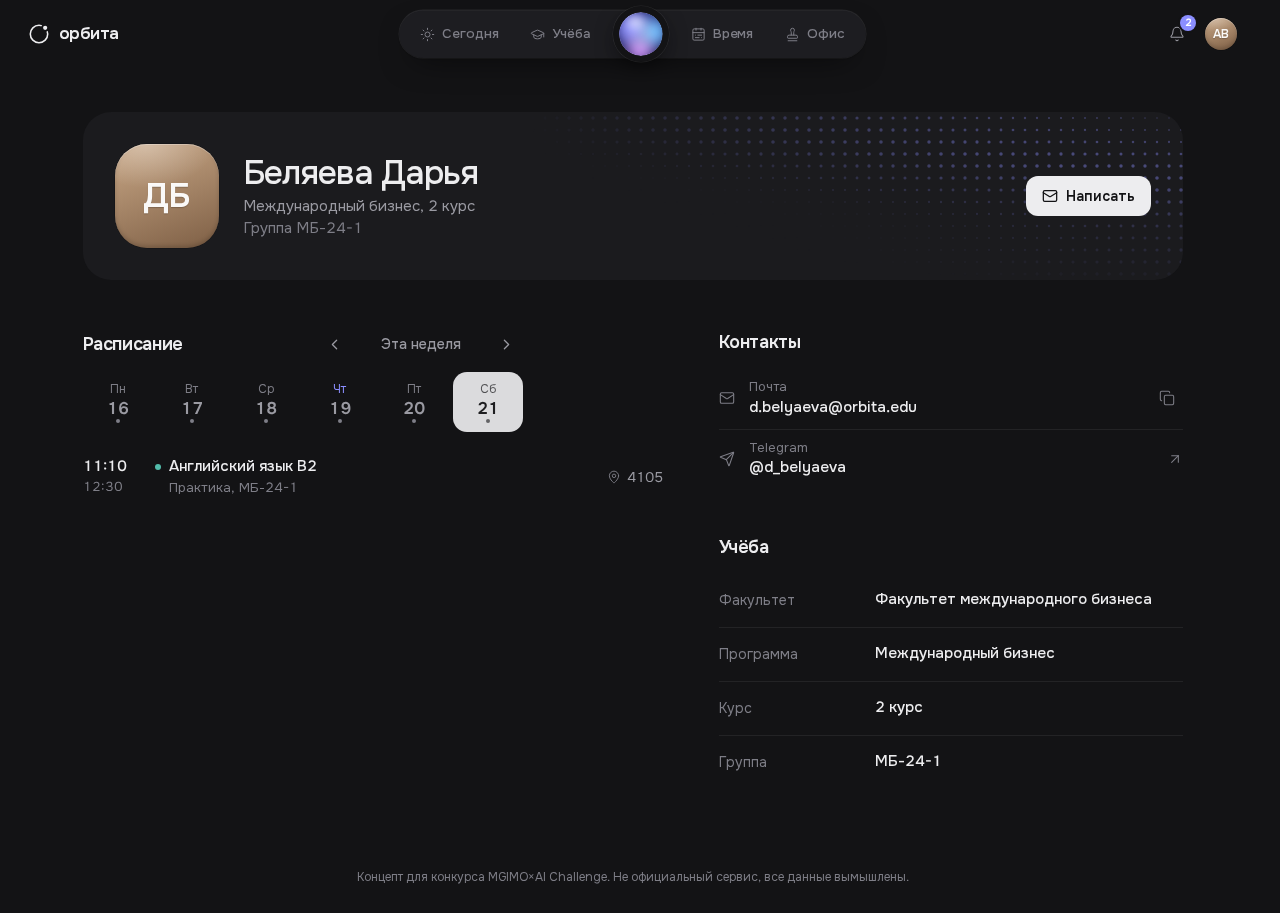 орбита
Сегодня
Учёба
Время
Офис
2
АВ
ДБ
Беляева Дарья
Международный бизнес, 2 курс
Группа МБ-24-1
Написать
Расписание
Эта неделя
Пн Вт Ср Чт Пт Сб
16 17 18 19 20 21
11:10 Английский язык B2
12:30 Практика, МБ-24-1
4105
Контакты
Почта
d.belyaeva@orbita.edu
Telegram
@d_belyaeva
Учёба
Факультет Факультет международного бизнеса
Программа Международный бизнес
Курс 2 курс
Группа МБ-24-1
Концепт для конкурса MGIMO×AI Challenge. Не официальный сервис, все данные вымышлены.